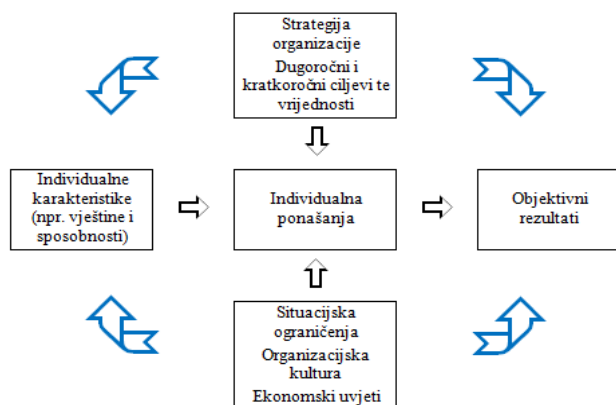 Strategija
organizacije
Dugoročni i
kratkoročni ciljevi te
vrijednosti
Individualne
karakteristike
(npr. vještine i
sposobnosti)
Individualna
ponašanja
Objektivni
rezultati
Situacijska
ograničenja
Organizacijska
kultura
Ekonomski uvjeti